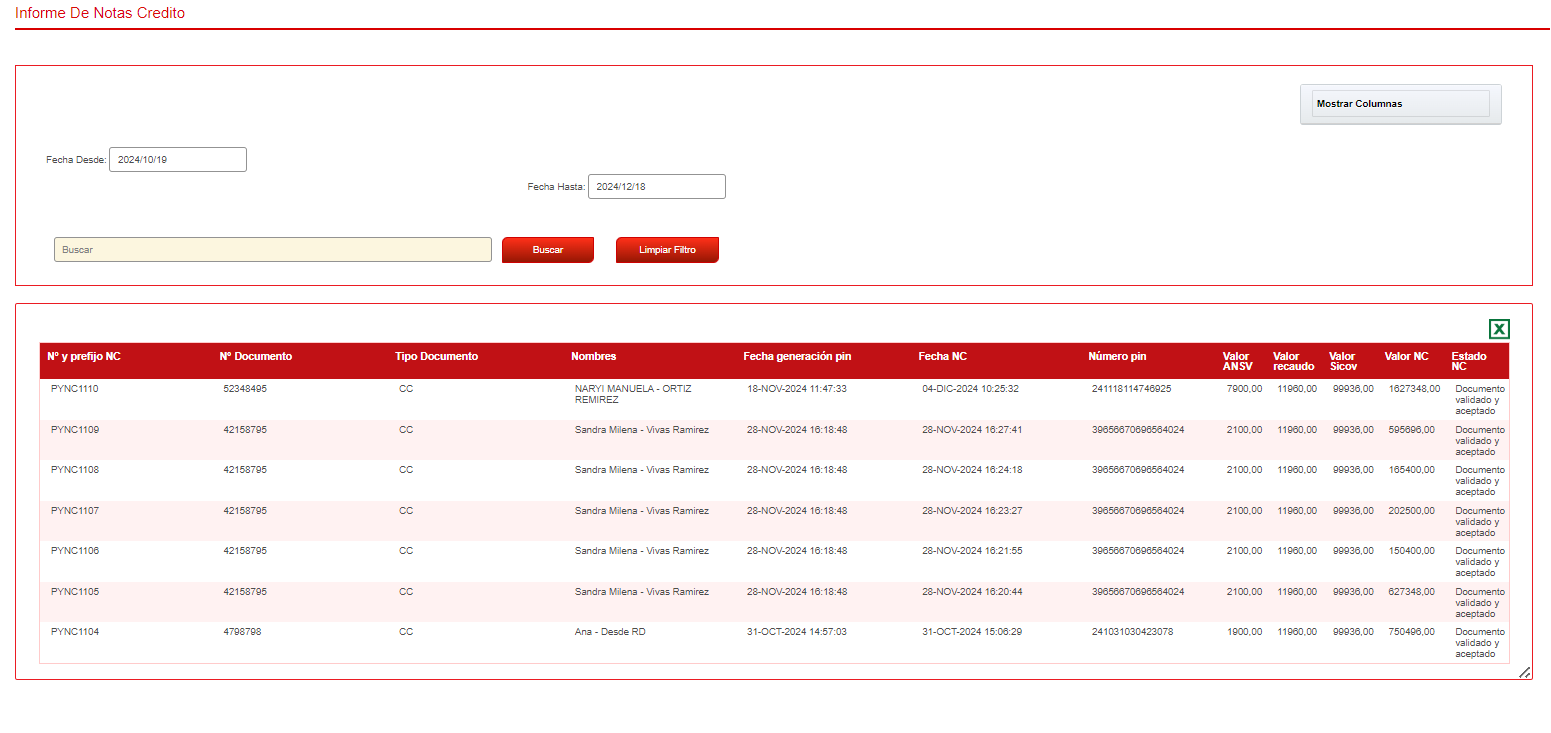 Informe De Notas Credito
Mostrar Columnas
Fecha Desde: 2024/10/19
Fecha Hasta: 2024/12/18
Buscar Buscar Limpiar Filtro
Nº y prefijo NC Nº Documento Tipo Documento Nombres Fecha generación pin Fecha NC Número pin Valor Valor Valor Valor NC Estado
ANSV recaudo Sicov NC
PYNC1110 52348495 CC NARYI MANUELA - ORTIZ 18-NOV-2024 11:47:33 04-DIC-2024 10:25:32 241118114746925 7900,00 11960,00 99936,00 1627348,00 Documento
REMIREZ validado y
aceptado
PYNC1109 42158795 CC Sandra Milena - Vivas Ramirez 28-NOV-2024 16:18:48 28-NOV-2024 16:27:41 39656670696564024 2100,00 11960,00 99936,00 595696,00 Documento
validado y
aceptado
PYNC1108 42158795 CC Sandra Milena - Vivas Ramirez 28-NOV-2024 16:18:48 28-NOV-2024 16:24:18 39656670696564024 2100,00 11960,00 99936,00 165400,00 Documento
validado y
aceptado
PYNC1107 42158795 CC Sandra Milena - Vivas Ramirez 28-NOV-2024 16:18:48 28-NOV-2024 16:23:27 39656670696564024 2100,00 11960,00 99936,00 202500,00 Documento
validado y
aceptado
PYNC1106 42158795 CC Sandra Milena - Vivas Ramirez 28-NOV-2024 16:18:48 28-NOV-2024 16:21:55 39656670696564024 2100,00 11960,00 99936,00 150400,00 Documento
validado y
aceptado
PYNC1105 42158795 CC Sandra Milena - Vivas Ramirez 28-NOV-2024 16:18:48 28-NOV-2024 16:20:44 39656670696564024 2100,00 11960,00 99936,00 627348,00 Documento
validado y
aceptado
PYNC1104 4798798 CC Ana - Desde RD 31-OCT-2024 14:57:03 31-OCT-2024 15:06:29 241031030423078 1900,00 11960,00 99936,00 750496,00 Documento
validado y
aceptado